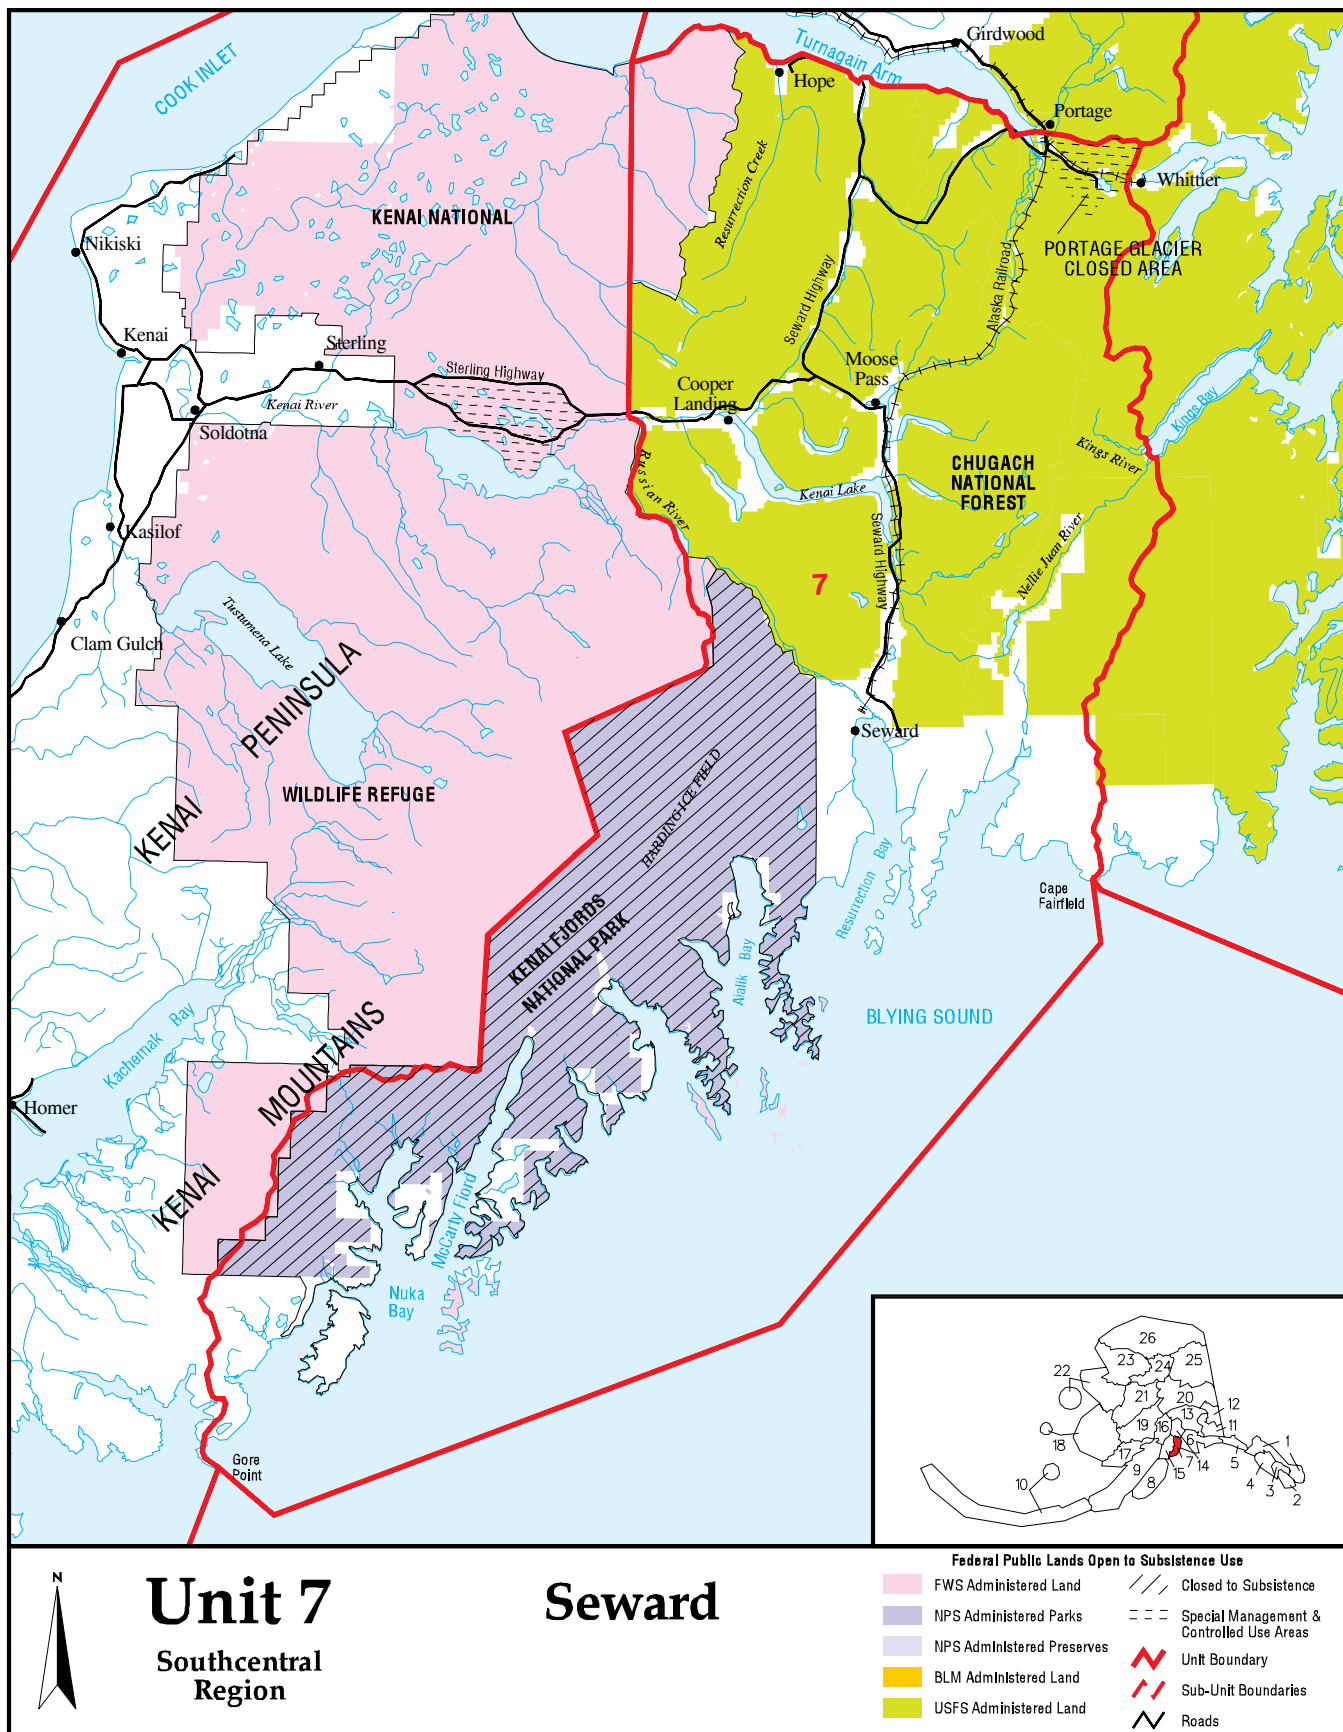 COOK INLET
Turnagain Arm
Girdwood
Hope
Portage
Resurrection Creek
Whittier
KENAI NATIONAL
Nikiski
PORTAGE GLACIER
CLOSED AREA
Seward Highway
Alaska Railroad
Kenai
Sterling
Sterling Highway
Moose
Pass
Cooper
Landing
Kenai River
Soldotna
Kings Bay
Kings River
Russian River
CHUGACH
NATIONAL
FOREST
Kenai Lake
Seward Highway
Kasilof
Nellie Juan River
7
Tustumena Lake
Clam Gulch
PENINSULA
Seward
WILDLIFE REFUGE
HARDING ICE FIELD
KENAI
Cape
Fairfield
Resurrection Bay
KENAI FJORDS
NATIONAL PARK
Aialik Bay
BLYING SOUND
Kachemak Bay
MOUNTAINS
Homer
KENAI
McCarty Fiord
Nuka
Bay
Gore
Point
26
23
24
25
22
21
20
12
13
11
19
16
18
6
17
7
14
5
1
9
15
10
8
4
3
2
N
Unit 7
Southcentral
Region
Seward
Federal Public Lands Open to Subsistence Use
FWS Administered Land
NPS Administered Parks
NPS Administered Preserves
BLM Administered Land
USFS Administered Land
Closed to Subsistence
Special Management &
Controlled Use Areas
Unit Boundary
Sub-Unit Boundaries
Roads